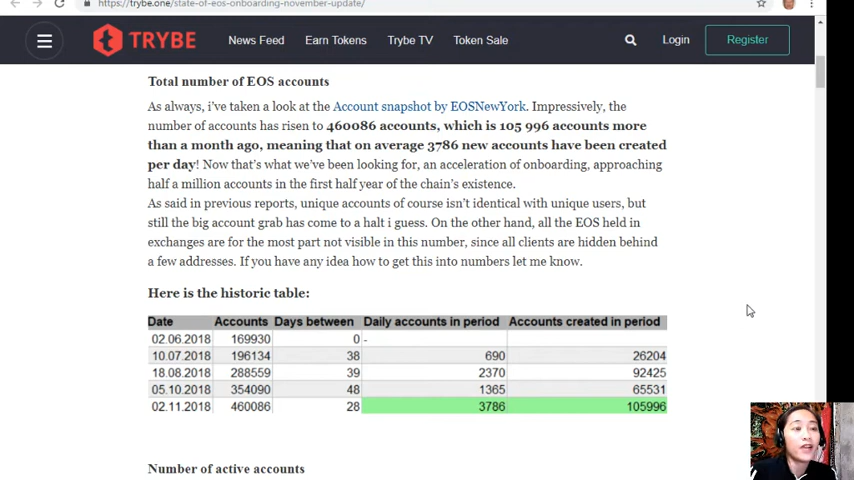 https://trybe.one/state-of-eos-onboarding-november-update/
TRYBE
News Feed
Earn Tokens
Trybe TV
Token Sale
Login
Register
Total number of EOS accounts
As always, i've taken a look at the Account snapshot by EOSNewYork. Impressively, the
number of accounts has risen to 460086 accounts, which is 105 996 accounts more
than a month ago, meaning that on average 3786 new accounts have been created
per day! Now that's what we've been looking for, an acceleration of onboarding, approaching
half a million accounts in the first half year of the chain's existence.
As said in previous reports, unique accounts of course isn't identical with unique users, but
still the big account grab has come to a halt i guess. On the other hand, all the EOS held in
exchanges are for the most part not visible in this number, since all clients are hidden behind
a few addresses. If you have any idea how to get this into numbers let me know.
Here is the historic table:
Date Accounts Days between Daily accounts in period Accounts created in period
02.06.2018 169930 0 -
10.07.2018 196134 38 690 26204
18.08.2018 288559 39 2370 92425
05.10.2018 354090 48 1365 65531
02.11.2018 460086 28 3786 105996
Number of active accounts